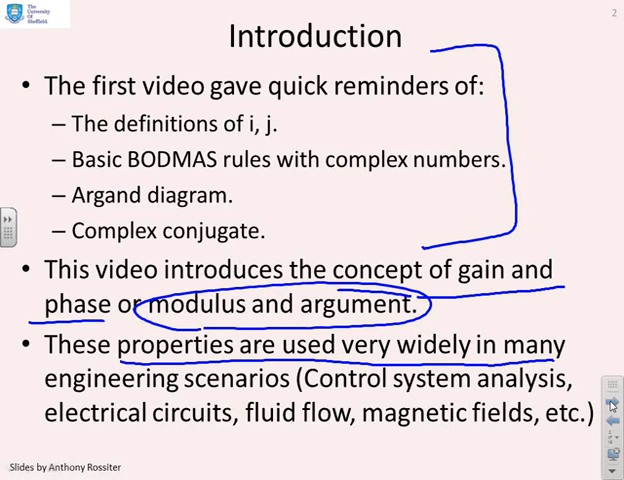 The
University
Of
Sheffield.
2
Introduction
• The first video gave quick reminders of:
– The definitions of i, j.
– Basic BODMAS rules with complex numbers.
– Argand diagram.
– Complex conjugate.
• This video introduces the concept of gain and
phase or modulus and argument.
• These properties are used very widely in many
engineering scenarios (Control system analysis,
electrical circuits, fluid flow, magnetic fields, etc.)
Slides by Anthony Rossiter